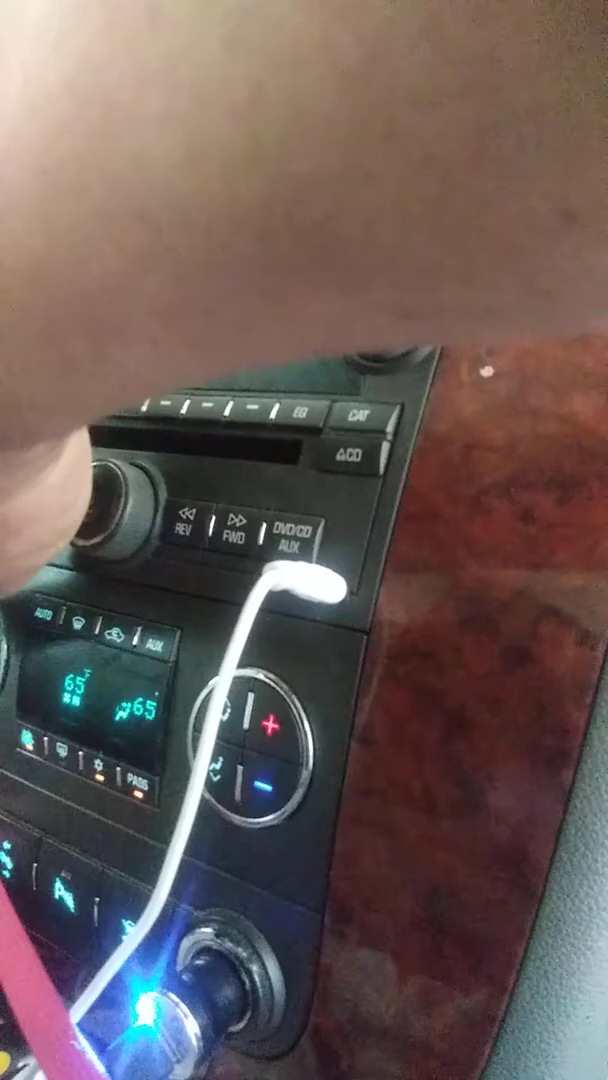 EQ
CAT
△CD
REV
FWD
DVD/CD
AUX
AUTO
AUX
65°F
65
PASS
+
−